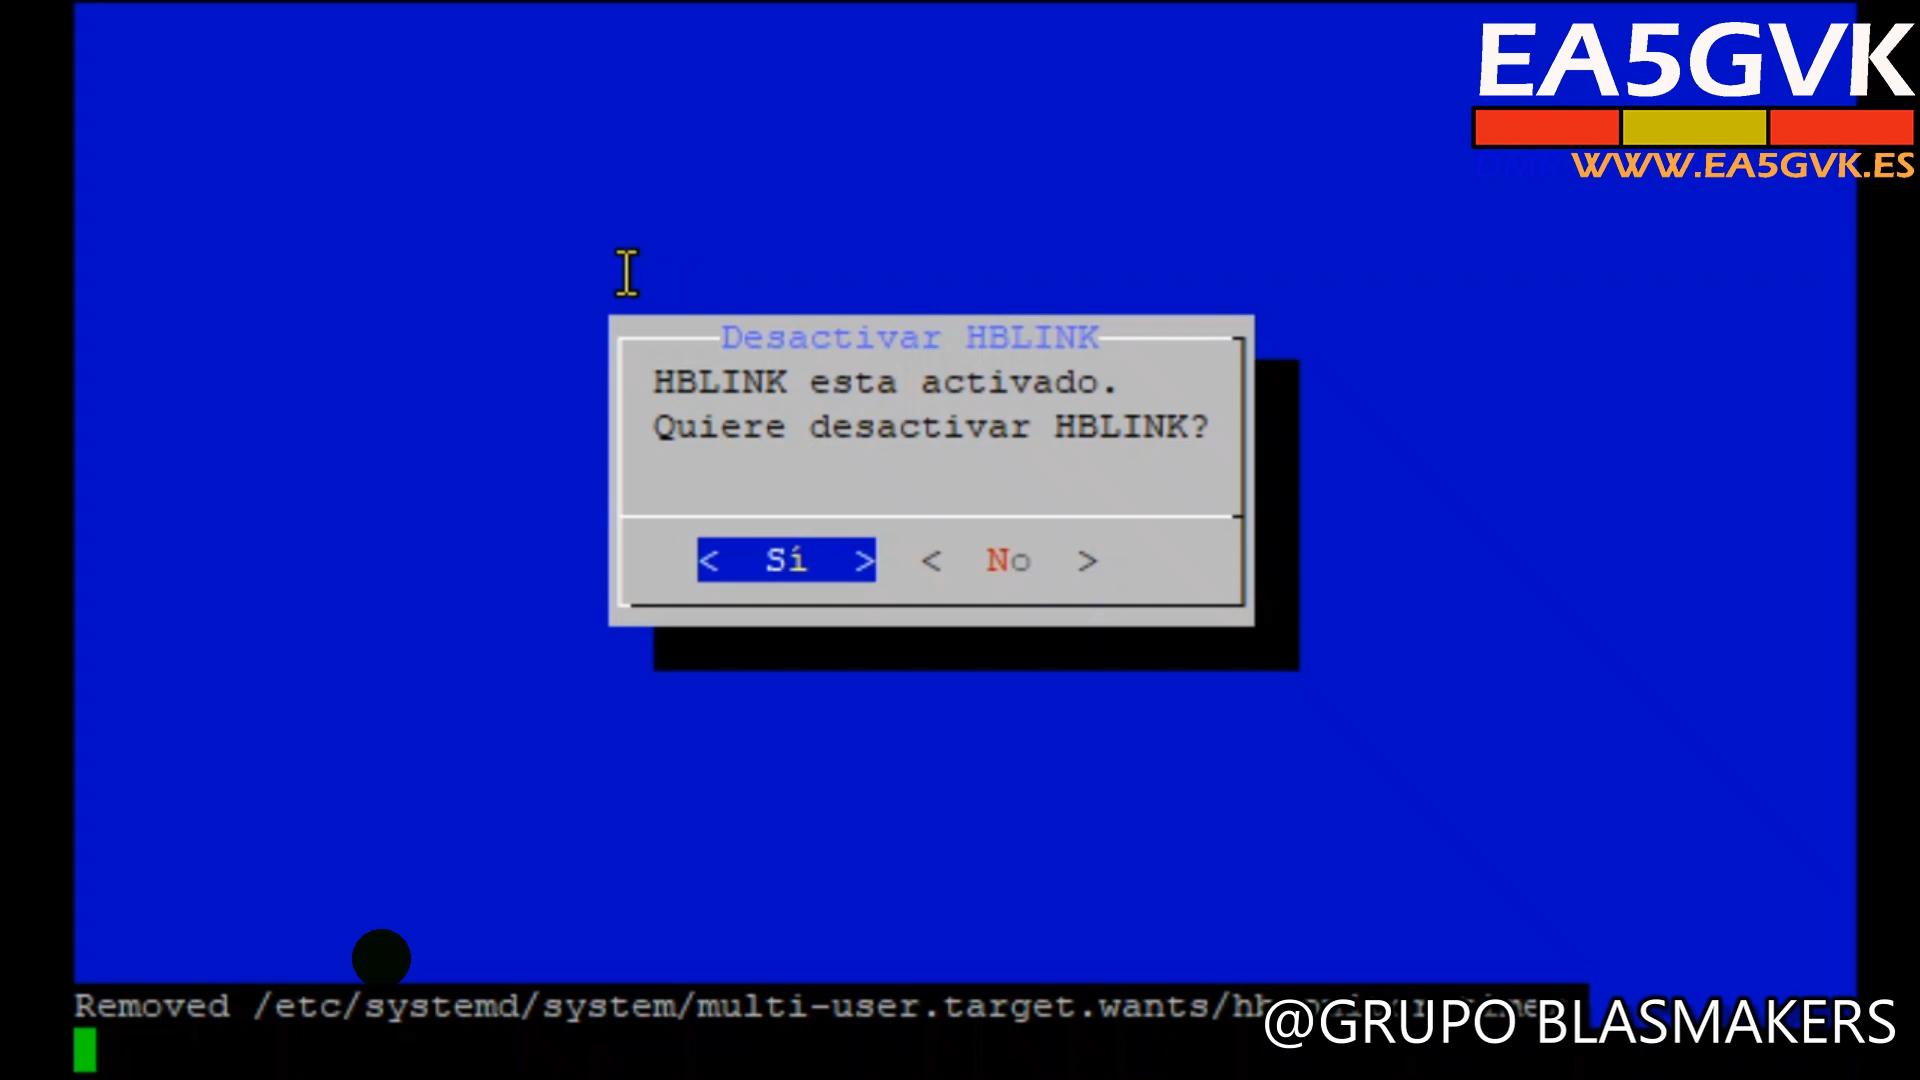 EA5GVK
WWW.EA5GVK.ES
Desactivar HBLINK
HBLINK esta activado.
Quiere desactivar HBLINK?
< Sí > < No >
Removed /etc/systemd/system/multi-user.target.wants/
@GRUPO BLASMAKERS